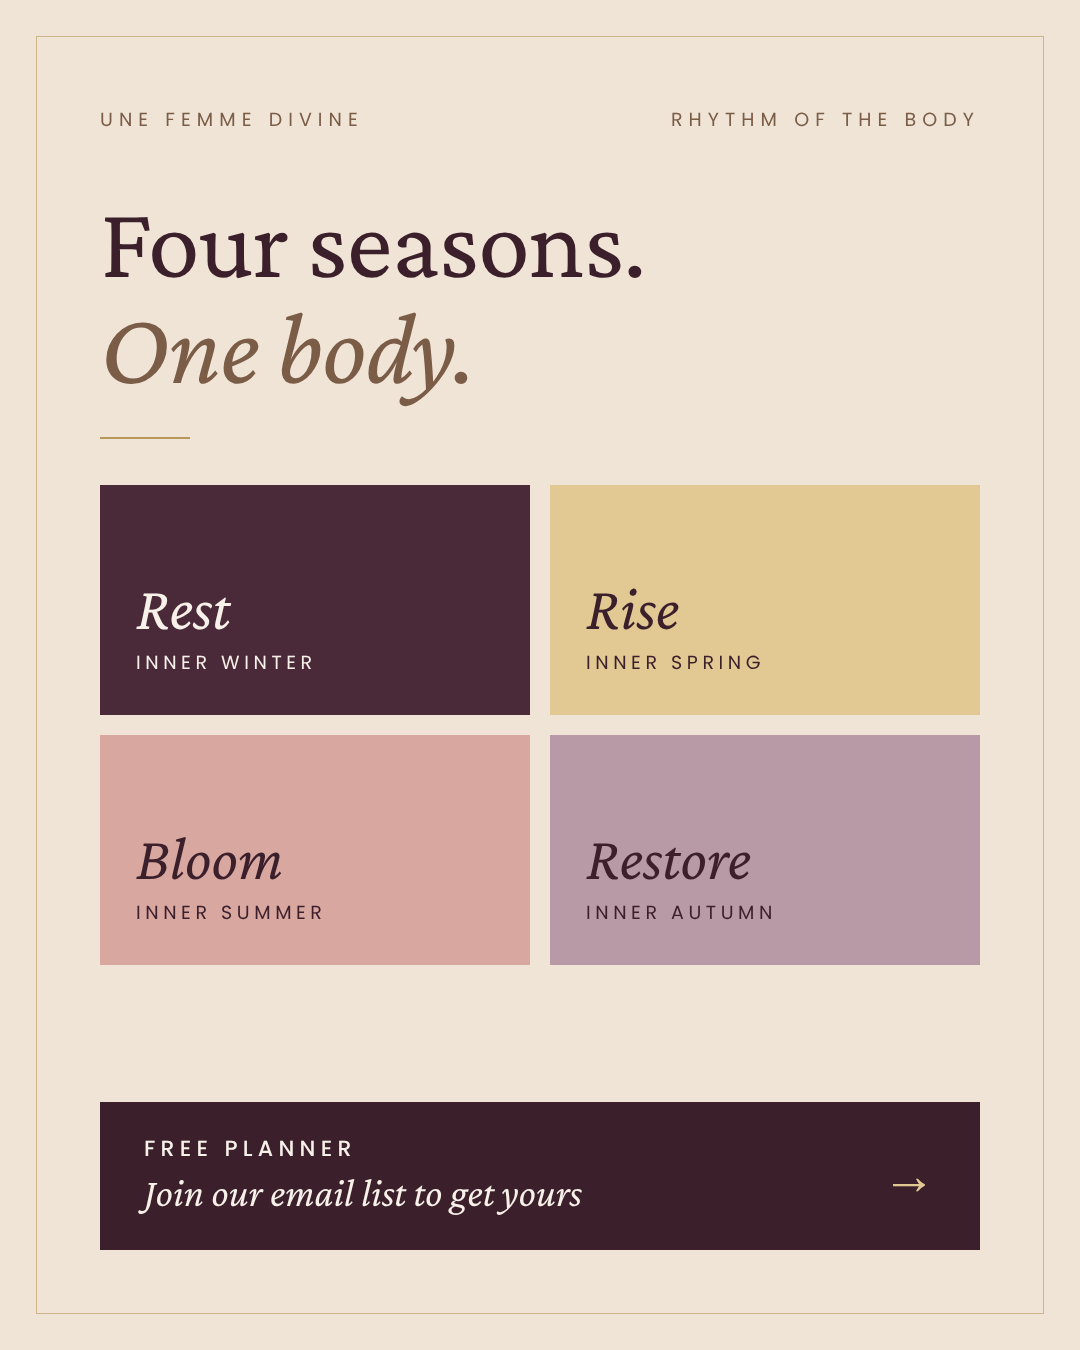 UNE FEMME DIVINE
RHYTHM OF THE BODY
Four seasons.
One body.
Rest
INNER WINTER
Rise
INNER SPRING
Bloom
INNER SUMMER
Restore
INNER AUTUMN
FREE PLANNER
Join our email list to get yours
→